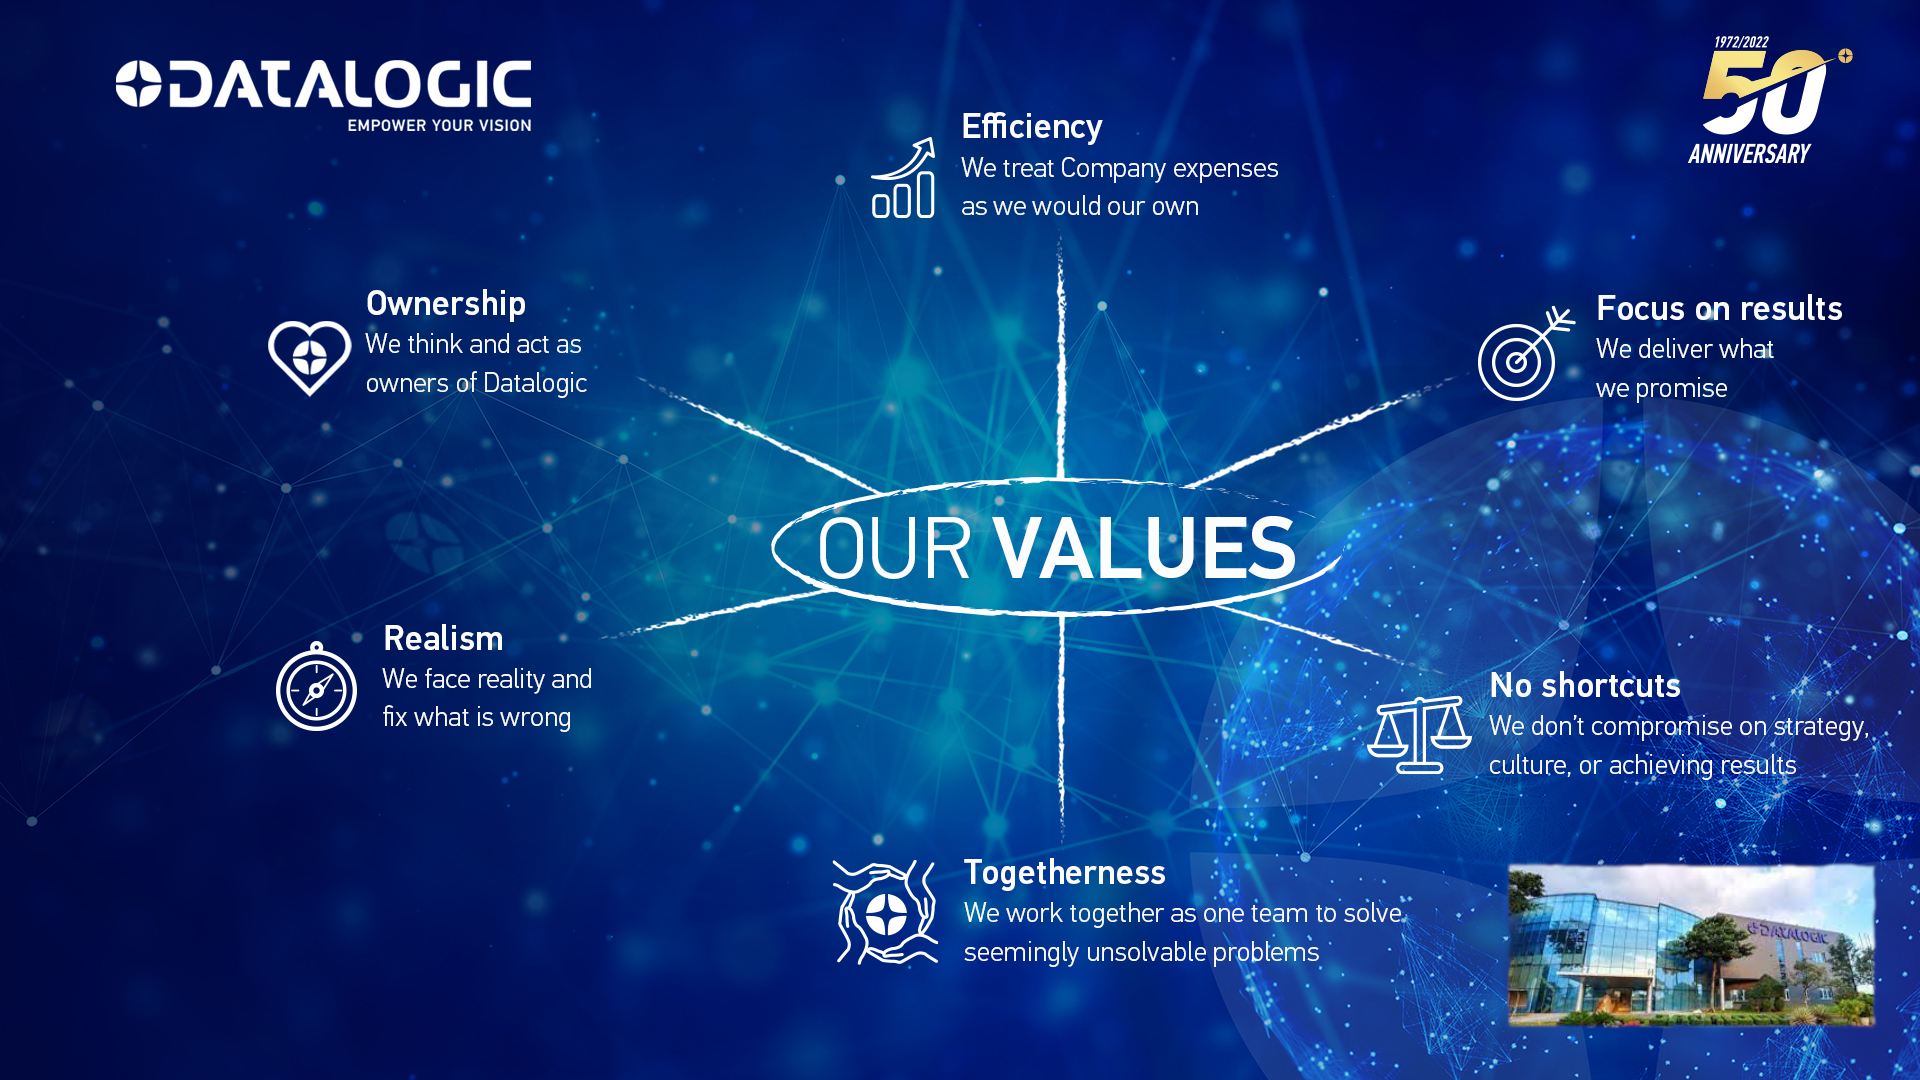 DATALOGIC
EMPOWER YOUR VISION
1972/2022
50
ANNIVERSARY
Efficiency
We treat Company expenses
as we would our own
Ownership
We think and act as
owners of Datalogic
Focus on results
We deliver what
we promise
OUR VALUES
Realism
We face reality and
fix what is wrong
No shortcuts
We don't compromise on strategy,
culture, or achieving results
Togetherness
We work together as one team to solve
seemingly unsolvable problems
DATALOGIC